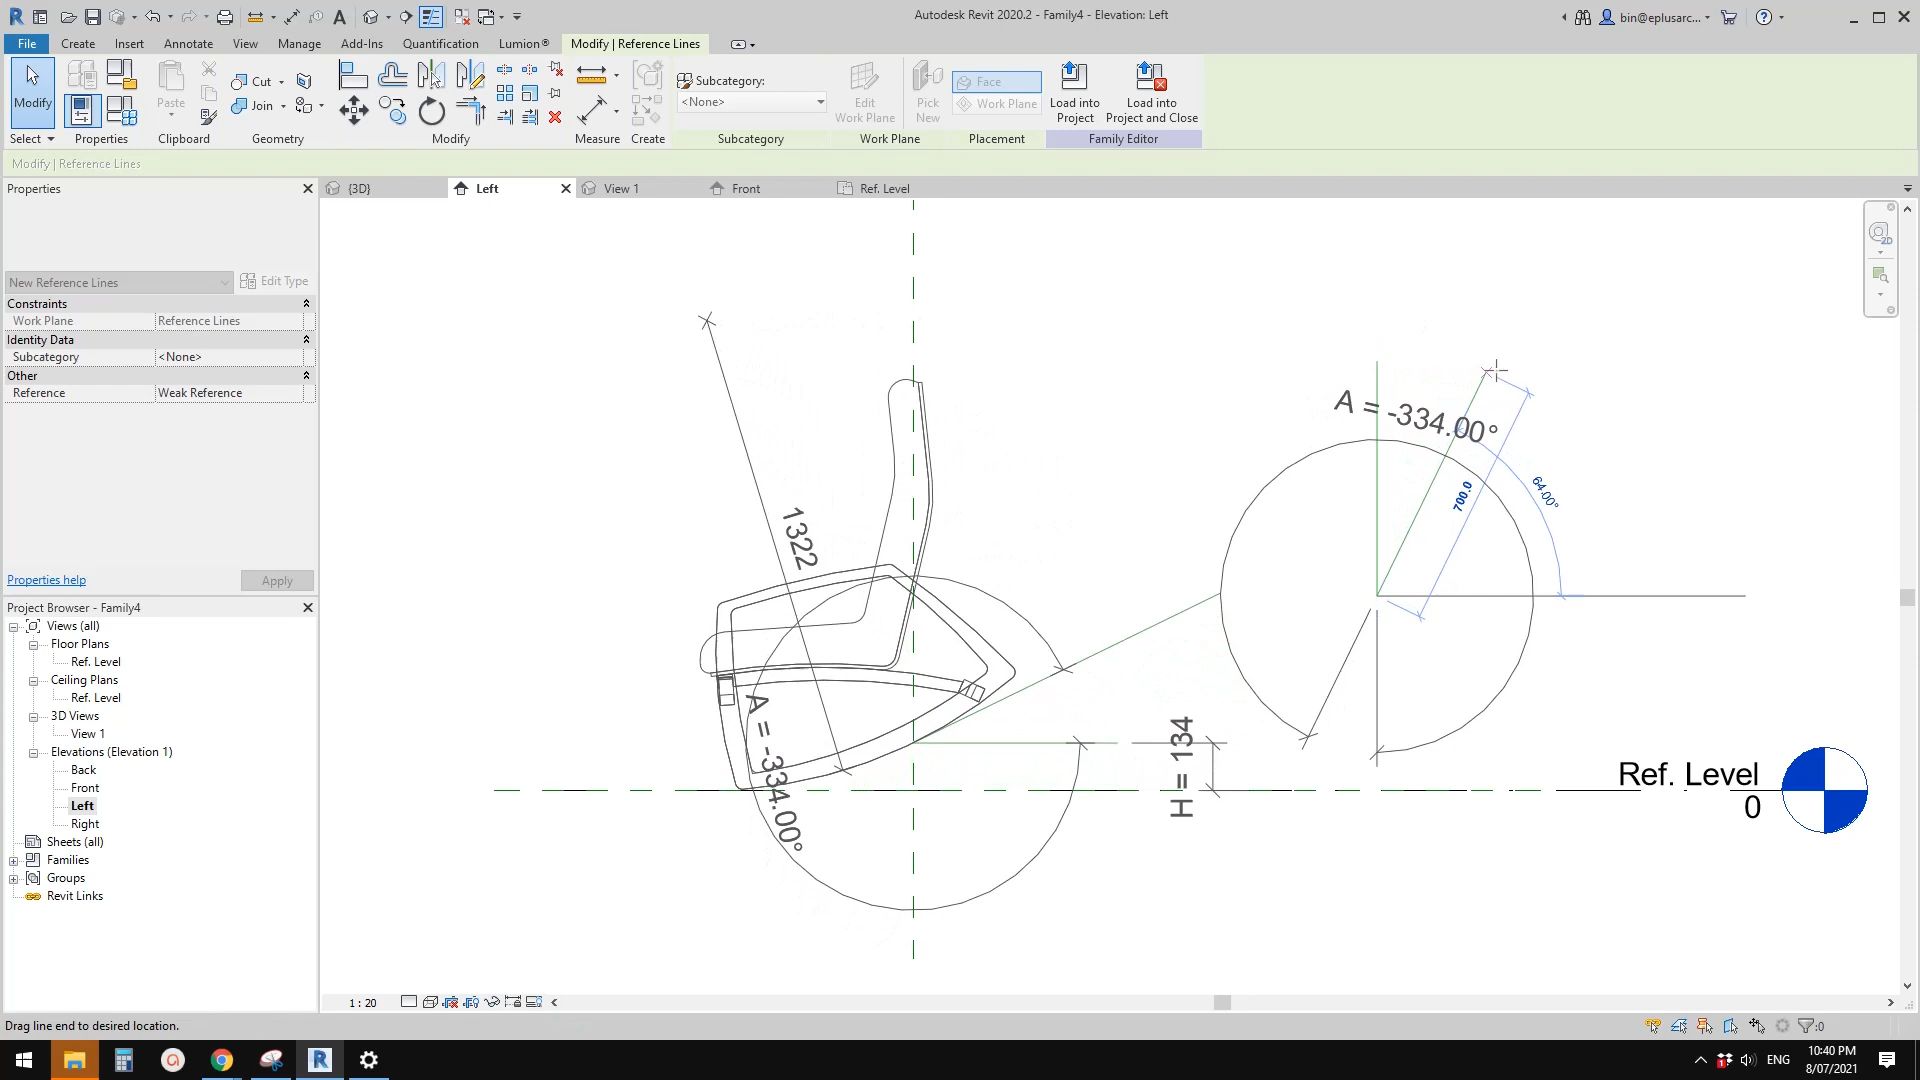 Autodesk Revit 2020.2 - Family4 - Elevation: Left
bin@eplusarc...
File Create Insert Annotate View Manage Add-Ins Quantification Lumion® Modify | Reference Lines
Modify
Paste
Cut
Join
Subcategory:
<None>
Edit
Work Plane
Pick
New
Face
Work Plane
Load into
Project
Load into
Project and Close
Select Properties Clipboard Geometry Modify Measure Create Subcategory Work Plane Placement Family Editor
Modify | Reference Lines
Properties
{3D} Left View 1 Front Ref. Level
New Reference Lines
Edit Type
Constraints
Work Plane Reference Lines
Identity Data
Subcategory <None>
Other
Reference Weak Reference
Properties help
Apply
Project Browser - Family4
Views (all)
Floor Plans
Ref. Level
Ceiling Plans
Ref. Level
3D Views
View 1
Elevations (Elevation 1)
Back
Front
Left
Right
Sheets (all)
Families
Groups
Revit Links
2D
1322
A = -334.00°
A = -334.00°
700.0
64.00°
H = 134
Ref. Level
0
1 : 20
Drag line end to desired location.
:0
ENG
10:40 PM
8/07/2021